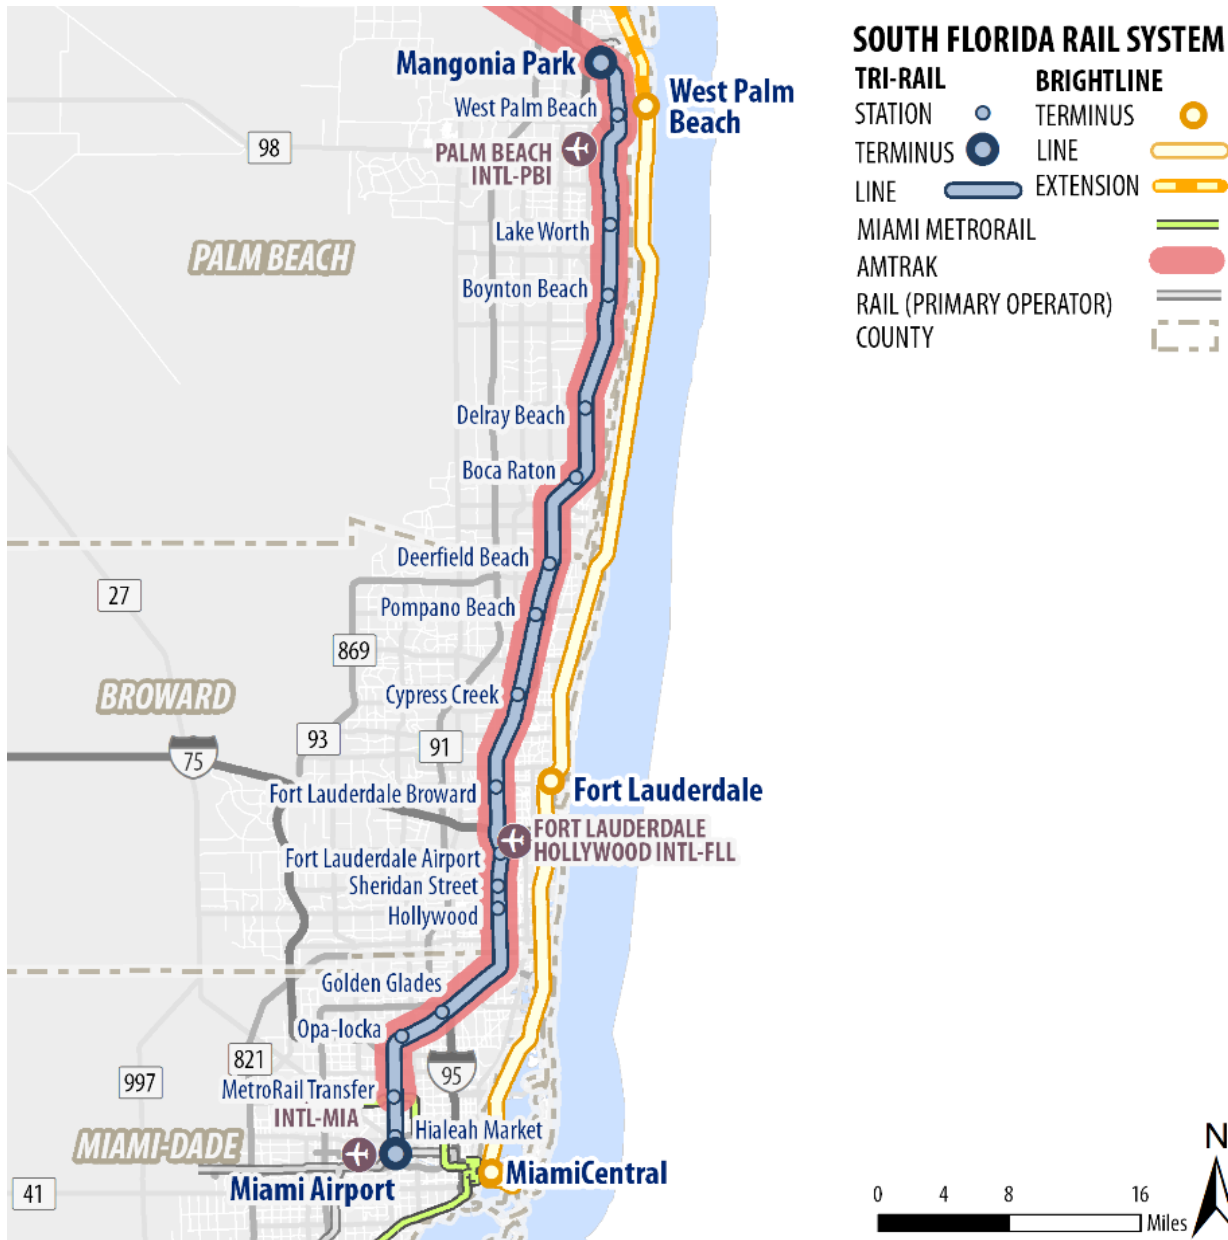 SOUTH FLORIDA RAIL SYSTEM
TRI-RAIL
BRIGHTLINE
STATION
TERMINUS
TERMINUS
LINE
LINE
EXTENSION
MIAMI METRORAIL
AMTRAK
RAIL (PRIMARY OPERATOR)
COUNTY
Mangonia Park
West Palm Beach
West Palm
Beach
98
PALM BEACH
INTL-PBI
Lake Worth
PALM BEACH
Boynton Beach
Delray Beach
Boca Raton
Deerfield Beach
27
Pompano Beach
869
Cypress Creek
BROWARD
93
91
75
Fort Lauderdale Broward
Fort Lauderdale
FORT LAUDERDALE
HOLLYWOOD INTL-FLL
Fort Lauderdale Airport
Sheridan Street
Hollywood
Golden Glades
Opa-locka
821
95
997
MetroRail Transfer
INTL-MIA
Hialeah Market
MIAMI-DADE
MiamiCentral
Miami Airport
41
N
0 4 8 16
Miles